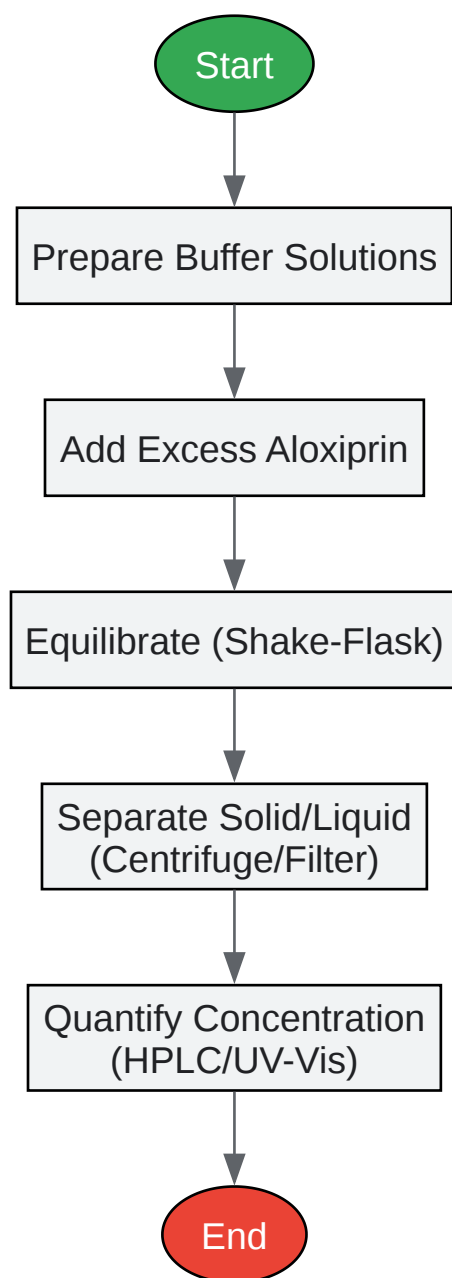 Start
Prepare Buffer Solutions
Add Excess Aloxiprin
Equilibrate (Shake-Flask)
Separate Solid/Liquid
(Centrifuge/Filter)
Quantify Concentration
(HPLC/UV-Vis)
End